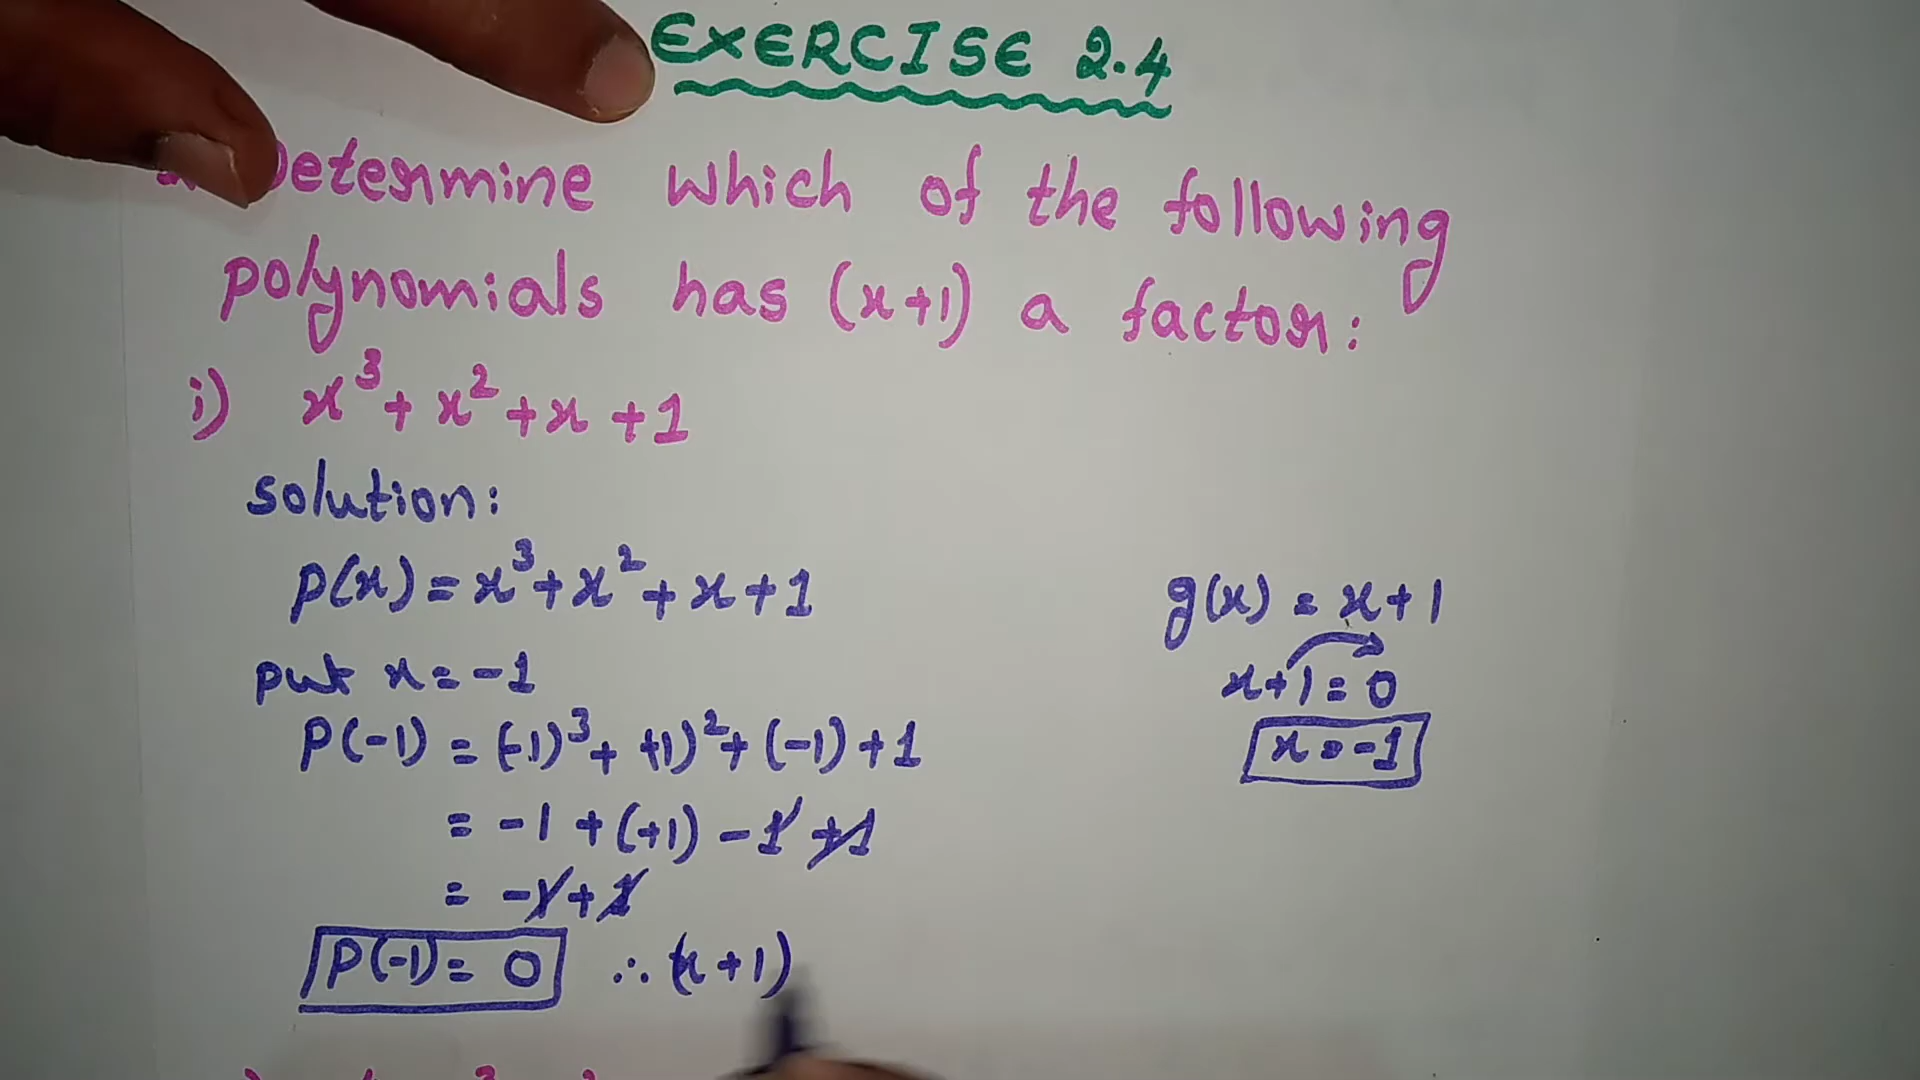 EXERCISE 2.4
Determine which of the following
polynomials has (x+1) a factor:
i) x³+x²+x+1
solution:
p(x)=x³+x²+x+1
g(x)=x+1
put x=-1
x+1=0
P(-1)=(-1)³+(-1)²+(-1)+1
x=-1
=-1+(+1)-1+1
=-1+1
P(-1)=0 ∴(x+1)